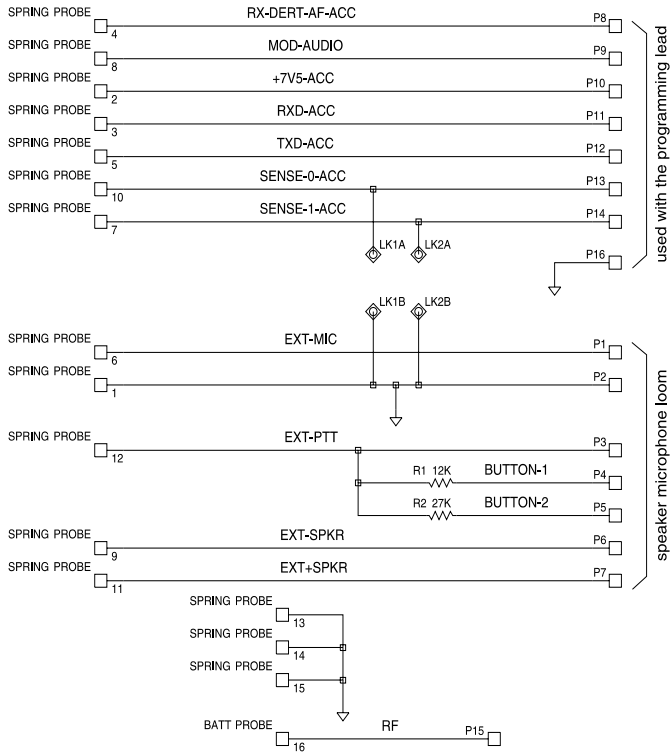 SPRING PROBE 4 RX-DERT-AF-ACC P8
SPRING PROBE 8 MOD-AUDIO P9
SPRING PROBE 2 +7V5-ACC P10
SPRING PROBE 3 RXD-ACC P11
SPRING PROBE 5 TXD-ACC P12
SPRING PROBE 10 SENSE-0-ACC P13
SPRING PROBE 7 SENSE-1-ACC P14
LK1A LK2A P16
used with the programming lead
LK1B LK2B
SPRING PROBE 6 EXT-MIC P1
SPRING PROBE 1 P2
SPRING PROBE 12 EXT-PTT P3
R1 12K BUTTON-1 P4
R2 27K BUTTON-2 P5
SPRING PROBE 9 EXT-SPKR P6
SPRING PROBE 11 EXT+SPKR P7
speaker microphone loom
SPRING PROBE 13
SPRING PROBE 14
SPRING PROBE 15
BATT PROBE 16 RF P15